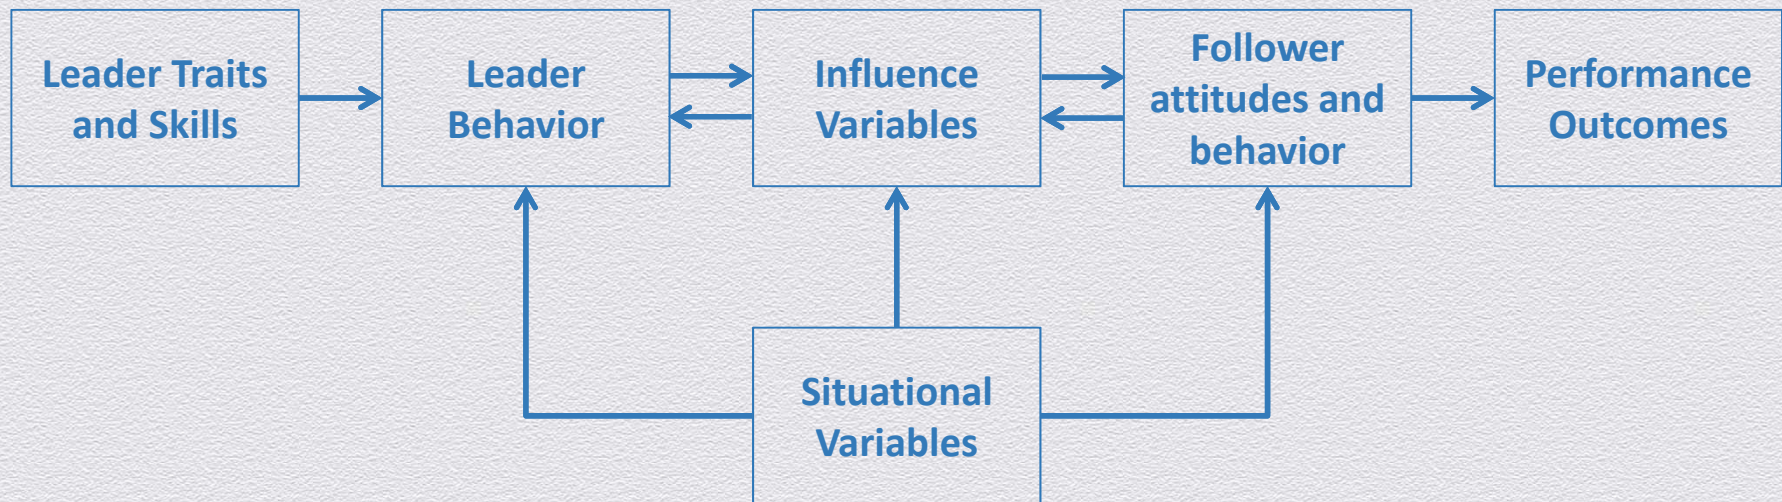 Leader Traits
and Skills
Leader
Behavior
Influence
Variables
Follower
attitudes and
behavior
Performance
Outcomes
Situational
Variables